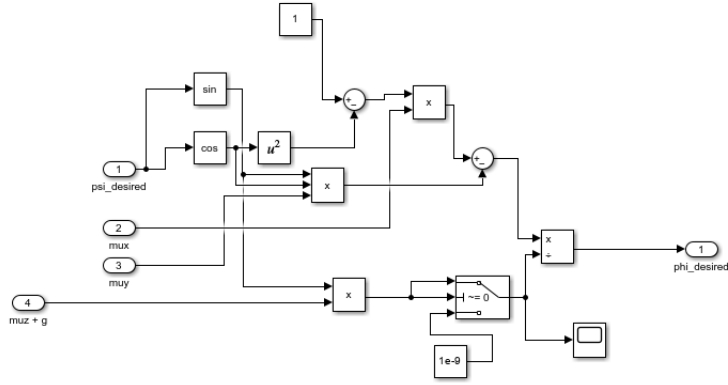 1
sin
+
-
x
cos
u²
1
psi_desired
+
-
x
2
mux
x
÷
1
phi_desired
3
muy
x
~= 0
4
muz + g
1e-9